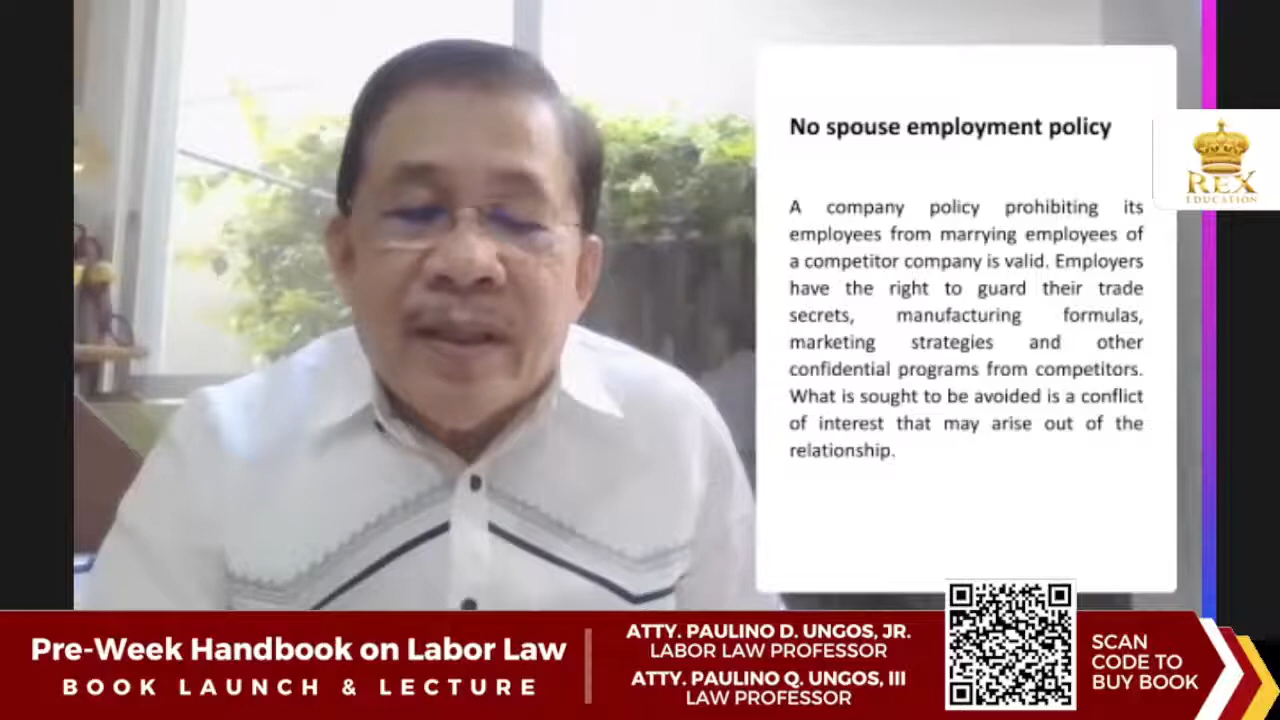 No spouse employment policy
A company policy prohibiting its
employees from marrying employees of
a competitor company is valid. Employers
have the right to guard their trade
secrets, manufacturing formulas,
marketing strategies and other
confidential programs from competitors.
What is sought to be avoided is a conflict
of interest that may arise out of the
relationship.
REX
EDUCATION
Pre-Week Handbook on Labor Law
BOOK LAUNCH & LECTURE
ATTY. PAULINO D. UNGOS, JR.
LABOR LAW PROFESSOR
ATTY. PAULINO Q. UNGOS, III
LAW PROFESSOR
SCAN
CODE TO
BUY BOOK